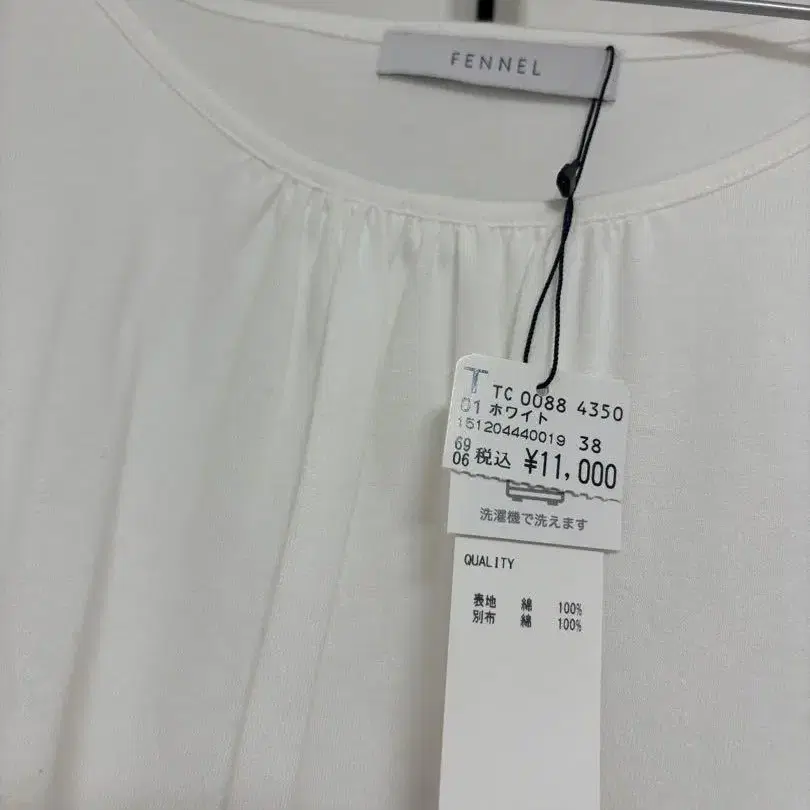 FENNEL
T TC 0088 4350
01 ホワイト
151204440019 38
69
06 税込 ¥11,000
洗濯機で洗えます
QUALITY
表地 綿 100%
別布 綿 100%